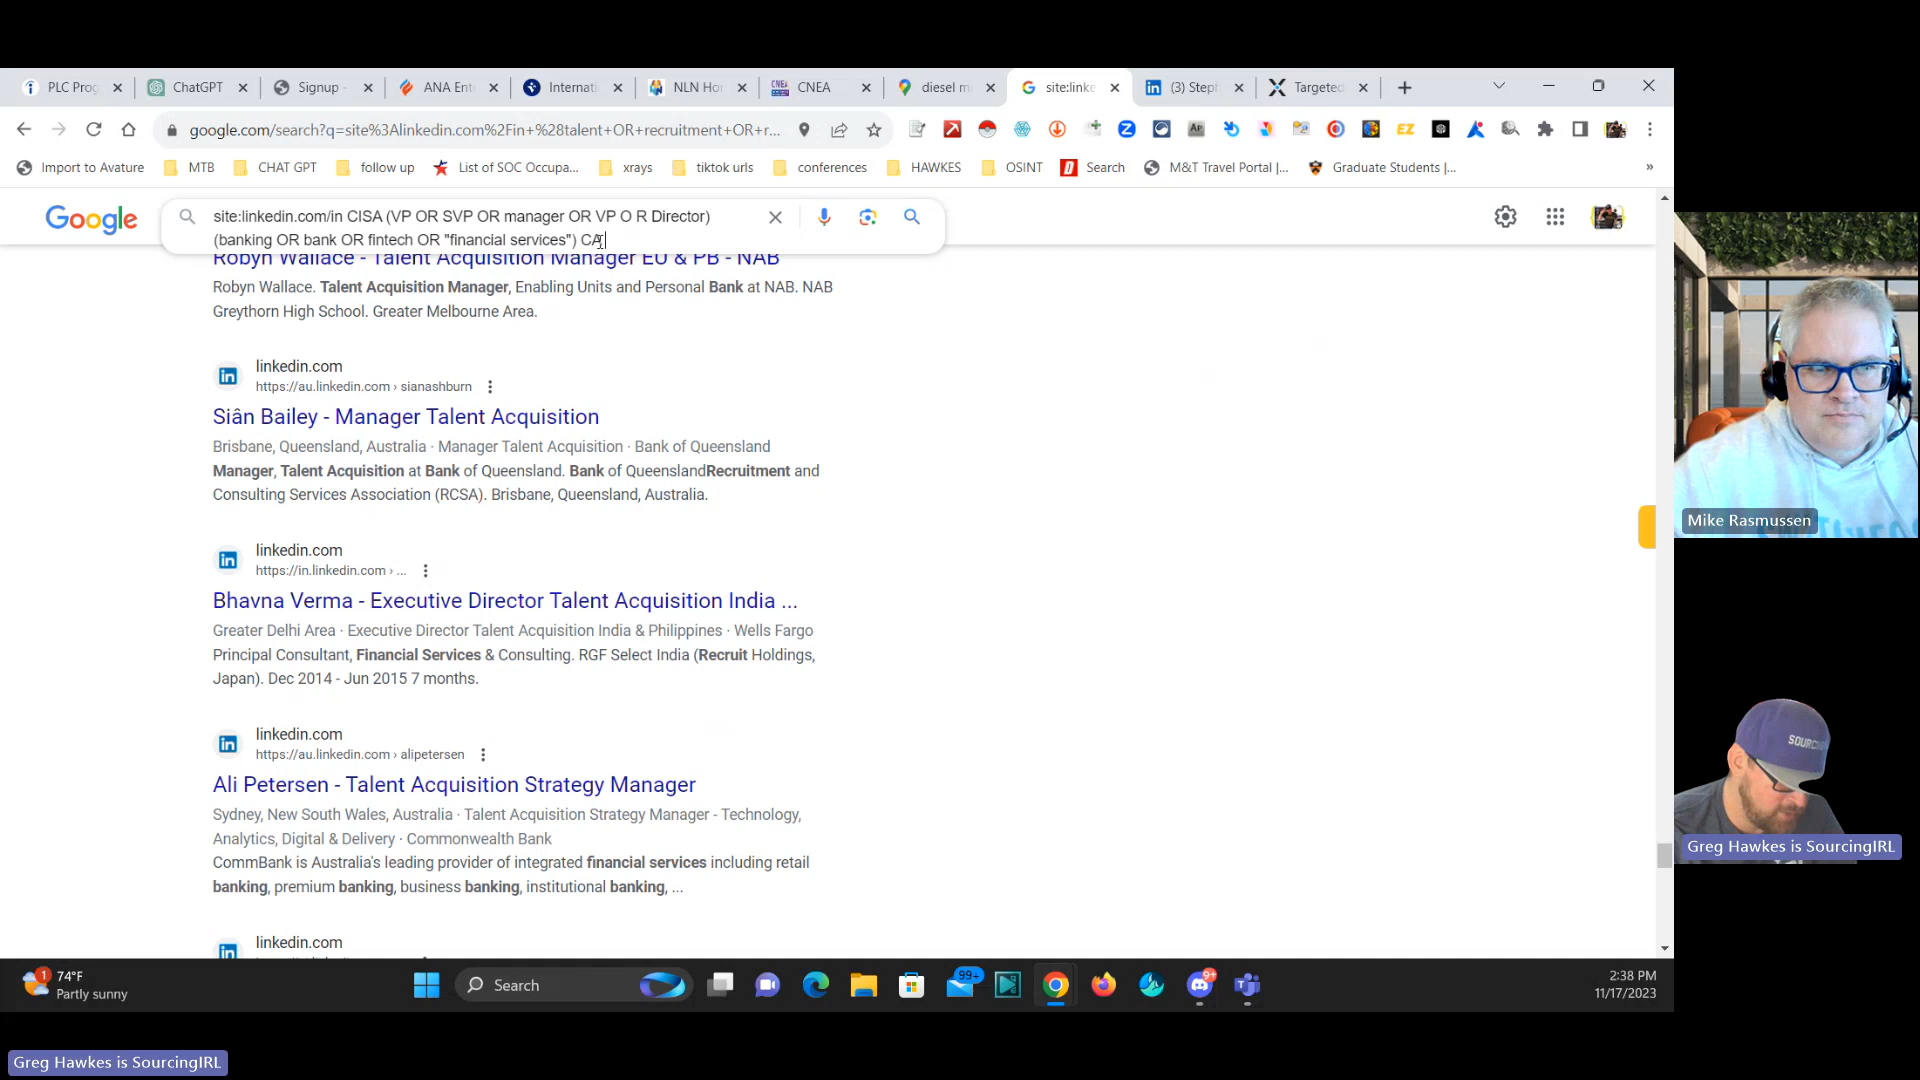 PLC Prog
ChatGPT
Signup -
ANA Ent
Internati
NLN Ho
CNEA
diesel m
site:linke
(3) Steph
Targeted
google.com/search?q=site%3Alinkedin.com%2Fin+%28talent+OR+recruitment+OR+r...
Import to Avature
MTB
CHAT GPT
follow up
List of SOC Occupa...
xrays
tiktok urls
conferences
HAWKES
OSINT
Search
M&T Travel Portal |...
Graduate Students |...
»
Google
site:linkedin.com/in CISA (VP OR SVP OR manager OR VP O R Director)
(banking OR bank OR fintech OR "financial services") CA
Robyn Wallace - Talent Acquisition Manager EU & PB - NAB
Robyn Wallace. Talent Acquisition Manager, Enabling Units and Personal Bank at NAB. NAB
Greythorn High School. Greater Melbourne Area.
linkedin.com
https://au.linkedin.com › sianashburn
Siân Bailey - Manager Talent Acquisition
Brisbane, Queensland, Australia · Manager Talent Acquisition · Bank of Queensland
Manager, Talent Acquisition at Bank of Queensland. Bank of QueenslandRecruitment and
Consulting Services Association (RCSA). Brisbane, Queensland, Australia.
linkedin.com
https://in.linkedin.com › ...
Bhavna Verma - Executive Director Talent Acquisition India ...
Greater Delhi Area · Executive Director Talent Acquisition India & Philippines · Wells Fargo
Principal Consultant, Financial Services & Consulting. RGF Select India (Recruit Holdings,
Japan). Dec 2014 - Jun 2015 7 months.
linkedin.com
https://au.linkedin.com › alipetersen
Ali Petersen - Talent Acquisition Strategy Manager
Sydney, New South Wales, Australia · Talent Acquisition Strategy Manager - Technology,
Analytics, Digital & Delivery · Commonwealth Bank
CommBank is Australia's leading provider of integrated financial services including retail
banking, premium banking, business banking, institutional banking, ...
linkedin.com
Mike Rasmussen
SOURC
Greg Hawkes is SourcingIRL
1
74°F
Partly sunny
Search
99+
9+
2:38 PM
11/17/2023
Greg Hawkes is SourcingIRL